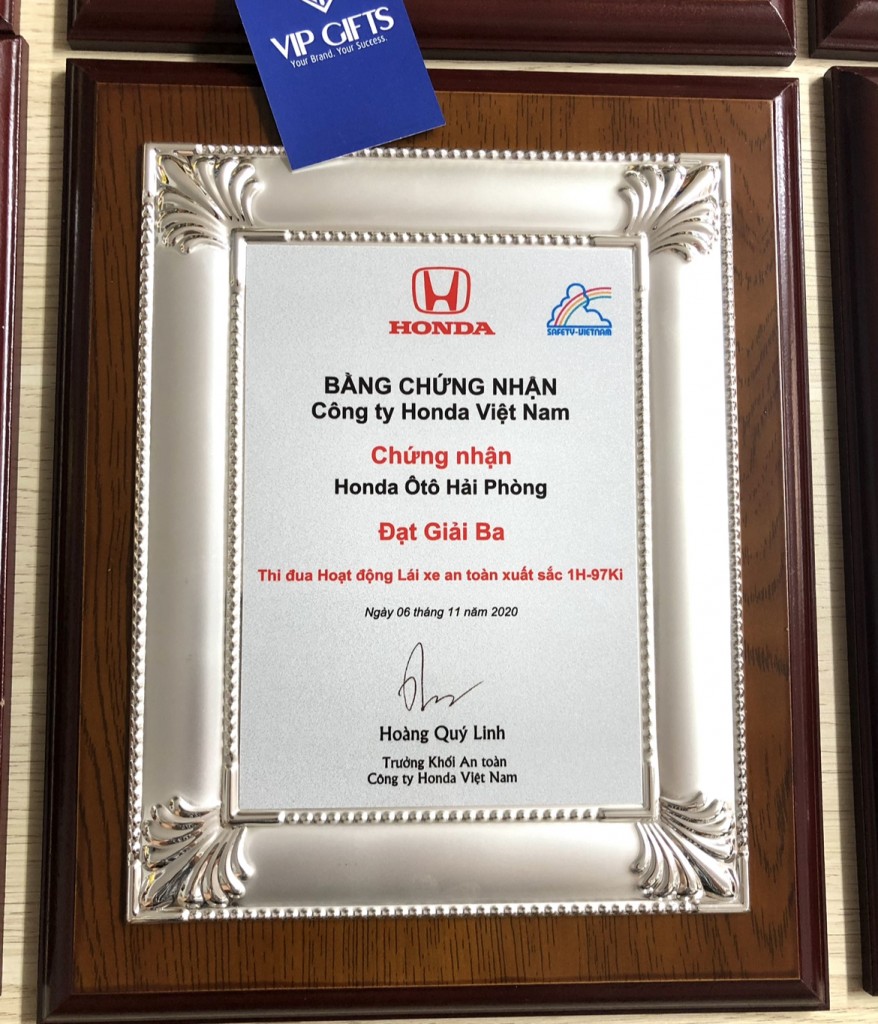 VIP GIFTS
Your Brand. Your Success.
HONDA
SAFETY-VIETNAM
BẰNG CHỨNG NHẬN
Công ty Honda Việt Nam
Chứng nhận
Honda Ôtô Hải Phòng
Đạt Giải Ba
Thi đua Hoạt động Lái xe an toàn xuất sắc 1H-97Ki
Ngày 06 tháng 11 năm 2020
Hoàng Quý Linh
Trưởng Khối An toàn
Công ty Honda Việt Nam